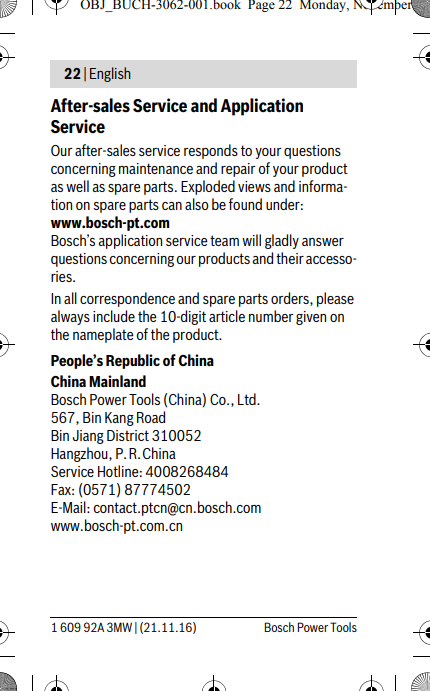 OBJ_BUCH-3062-001.book Page 22 Monday,
22 | English
After-sales Service and Application
Service
Our after-sales service responds to your questions
concerning maintenance and repair of your product
as well as spare parts. Exploded views and informa-
tion on spare parts can also be found under:
www.bosch-pt.com
Bosch's application service team will gladly answer
questions concerning our products and their accesso-
ries.
In all correspondence and spare parts orders, please
always include the 10-digit article number given on
the nameplate of the product.
People's Republic of China
China Mainland
Bosch Power Tools (China) Co., Ltd.
567, Bin Kang Road
Bin Jiang District 310052
Hangzhou, P. R. China
Service Hotline: 4008268484
Fax: (0571) 87774502
E-Mail: contact.ptcn@cn.bosch.com
www.bosch-pt.com.cn
1 609 92A 3MW | (21.11.16)
Bosch Power Tools